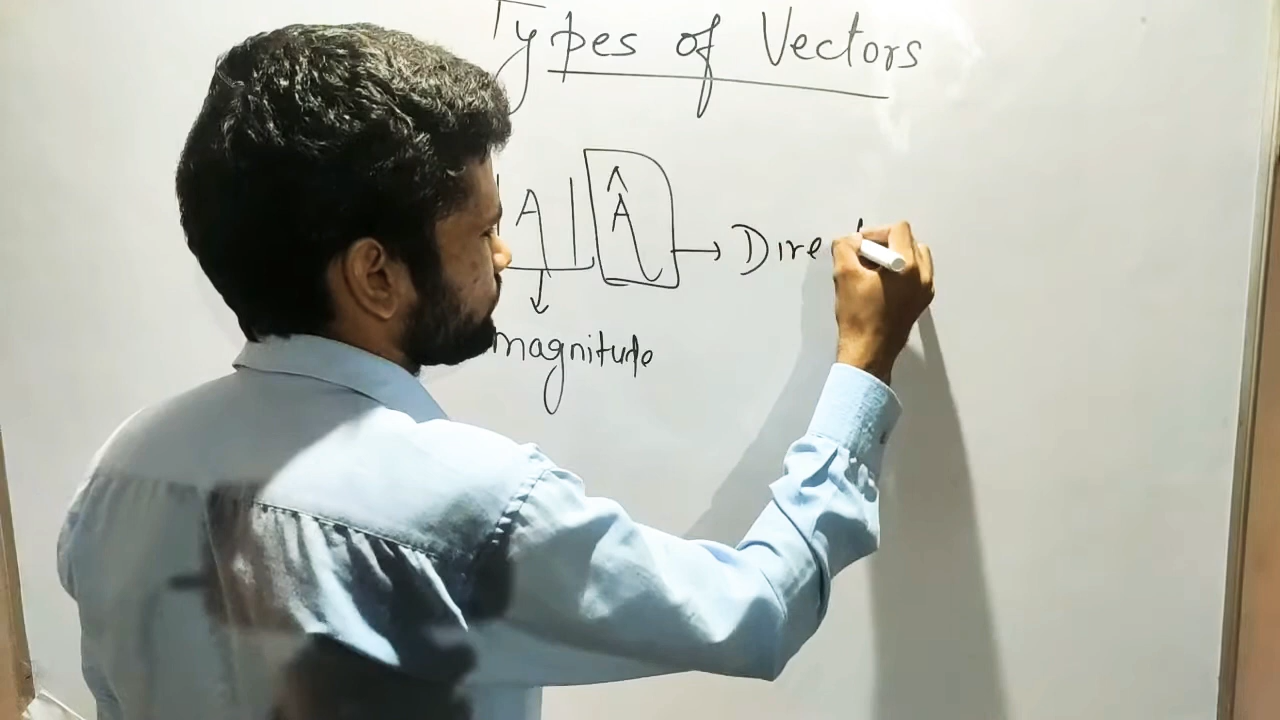 Types of Vectors
|A| Â → Dire
magnitude